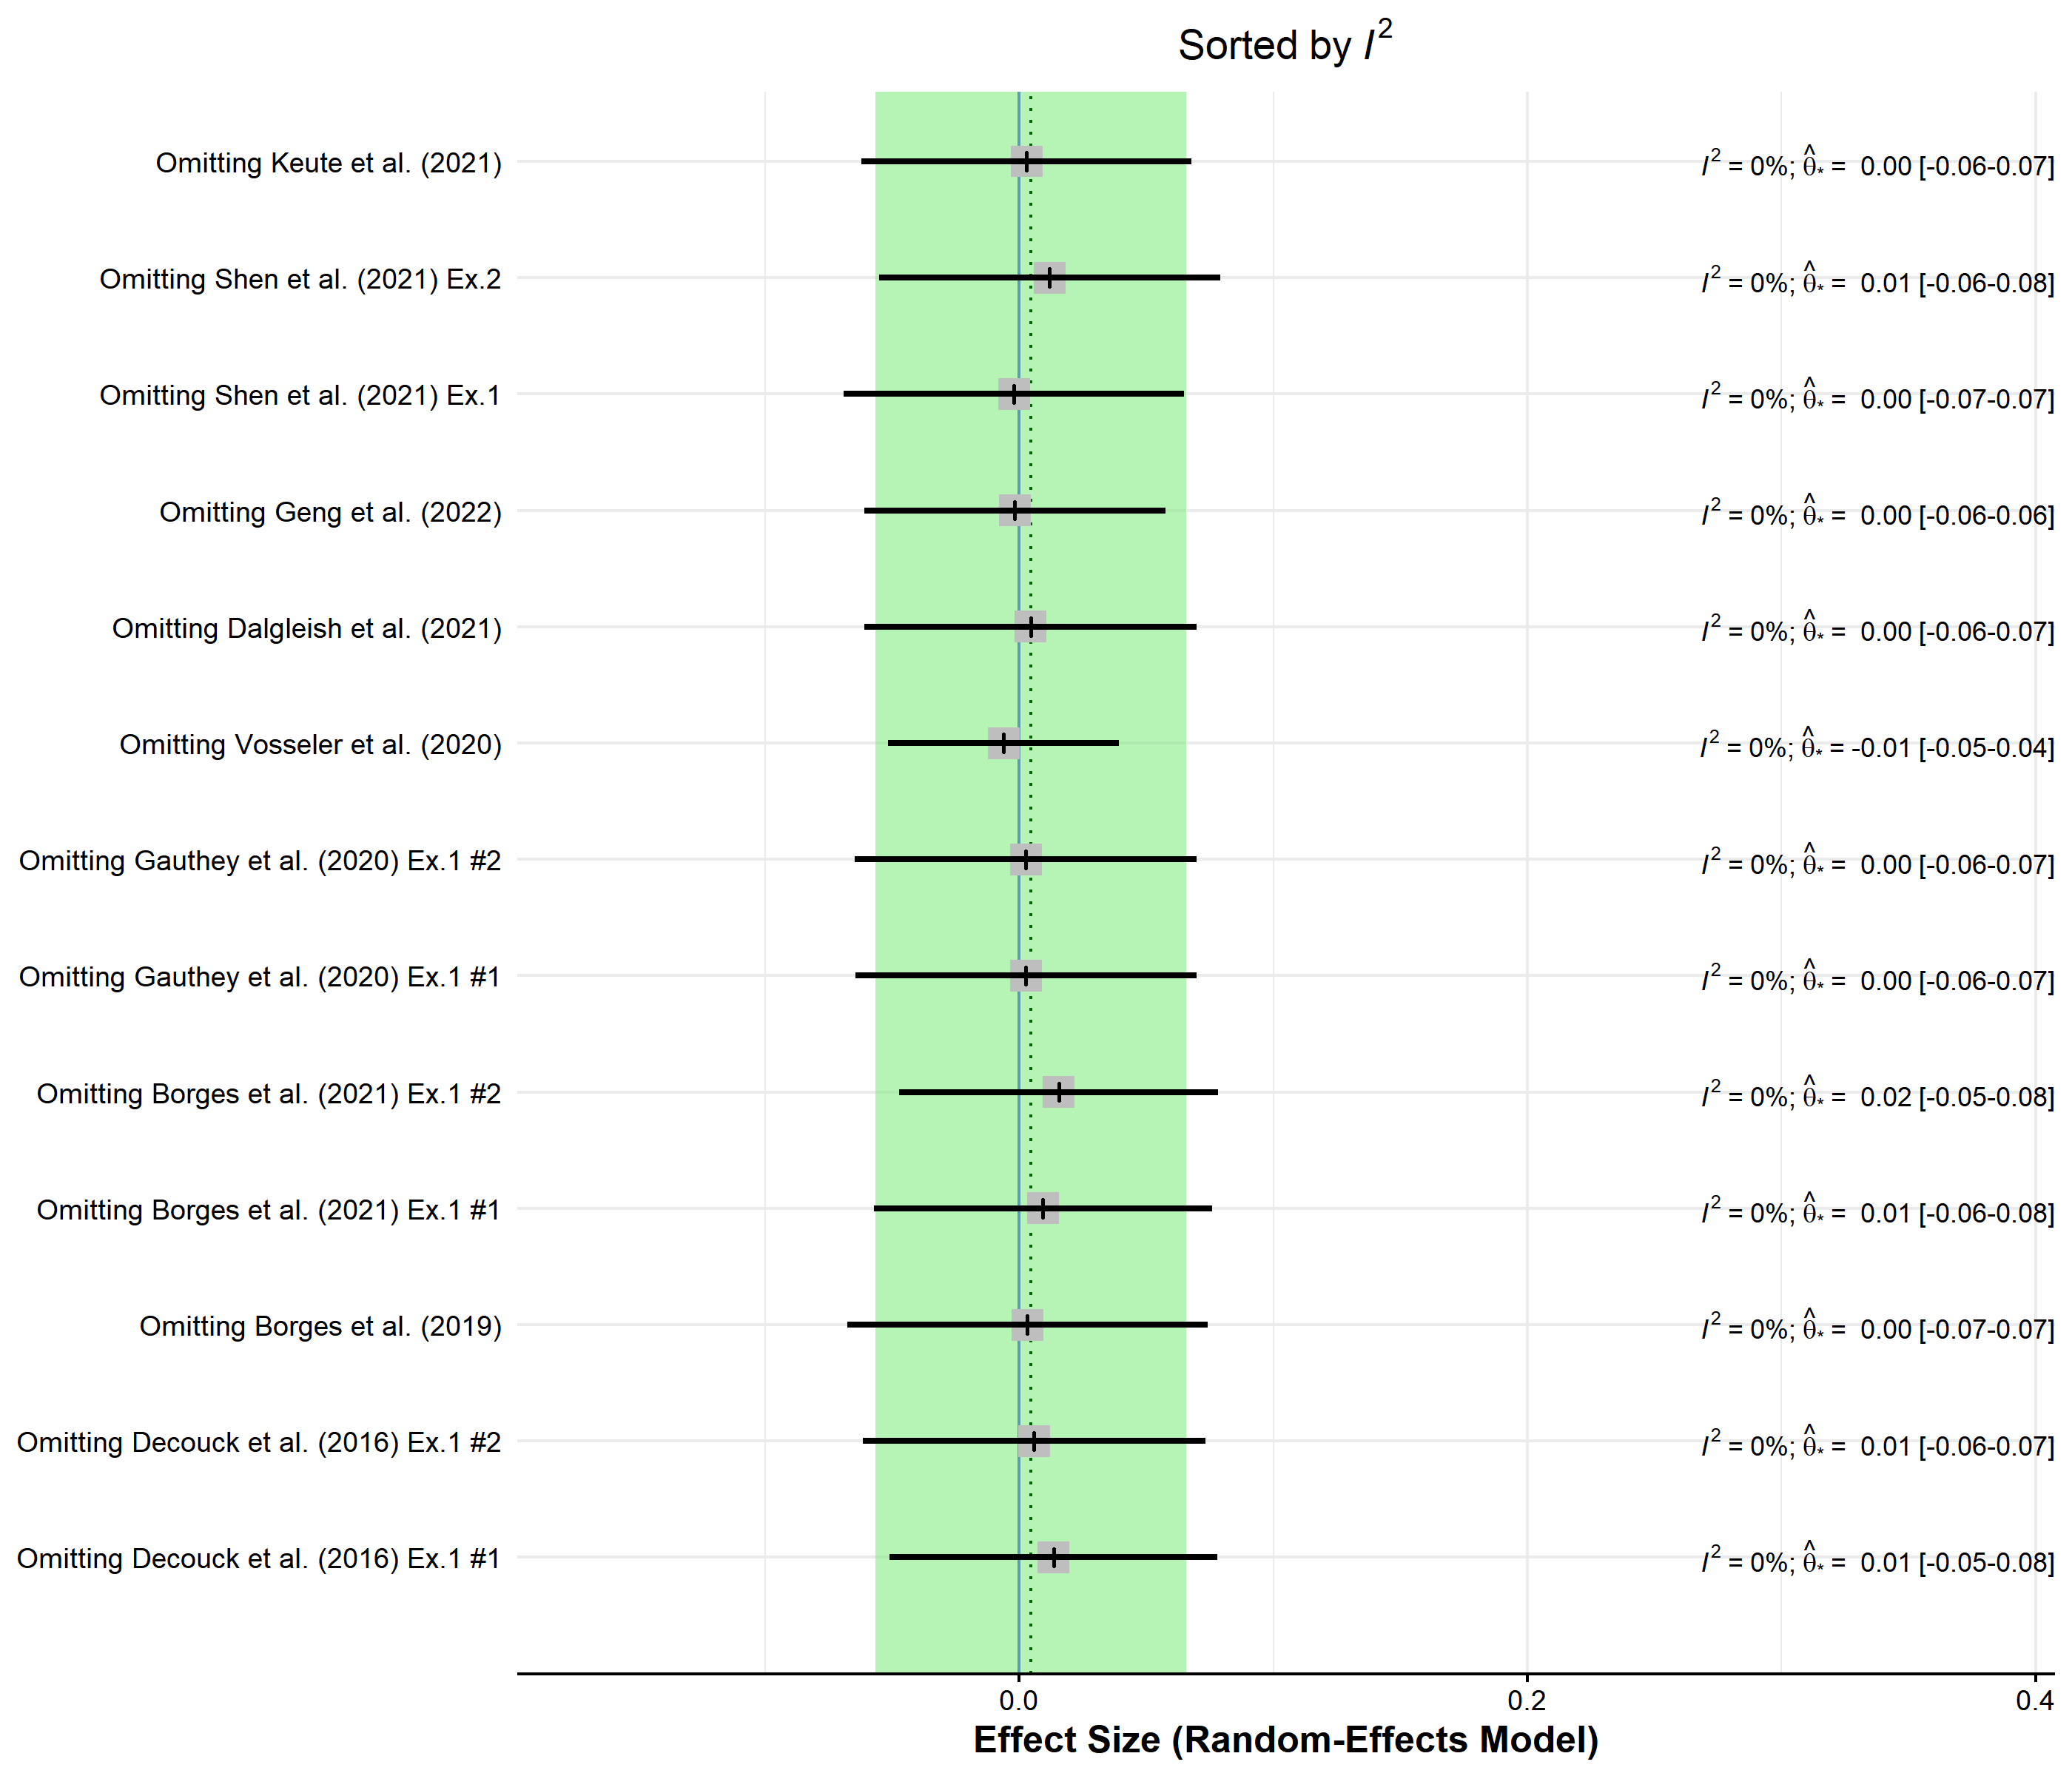 Sorted by I²
Omitting Keute et al. (2021) I² = 0%; θ̂* = 0.00 [-0.06-0.07]
Omitting Shen et al. (2021) Ex.2 I² = 0%; θ̂* = 0.01 [-0.06-0.08]
Omitting Shen et al. (2021) Ex.1 I² = 0%; θ̂* = 0.00 [-0.07-0.07]
Omitting Geng et al. (2022) I² = 0%; θ̂* = 0.00 [-0.06-0.06]
Omitting Dalgleish et al. (2021) I² = 0%; θ̂* = 0.00 [-0.06-0.07]
Omitting Vosseler et al. (2020) I² = 0%; θ̂* = -0.01 [-0.05-0.04]
Omitting Gauthey et al. (2020) Ex.1 #2 I² = 0%; θ̂* = 0.00 [-0.06-0.07]
Omitting Gauthey et al. (2020) Ex.1 #1 I² = 0%; θ̂* = 0.00 [-0.06-0.07]
Omitting Borges et al. (2021) Ex.1 #2 I² = 0%; θ̂* = 0.02 [-0.05-0.08]
Omitting Borges et al. (2021) Ex.1 #1 I² = 0%; θ̂* = 0.01 [-0.06-0.08]
Omitting Borges et al. (2019) I² = 0%; θ̂* = 0.00 [-0.07-0.07]
Omitting Decouck et al. (2016) Ex.1 #2 I² = 0%; θ̂* = 0.01 [-0.06-0.07]
Omitting Decouck et al. (2016) Ex.1 #1 I² = 0%; θ̂* = 0.01 [-0.05-0.08]
0.0 0.2 0.4
Effect Size (Random-Effects Model)